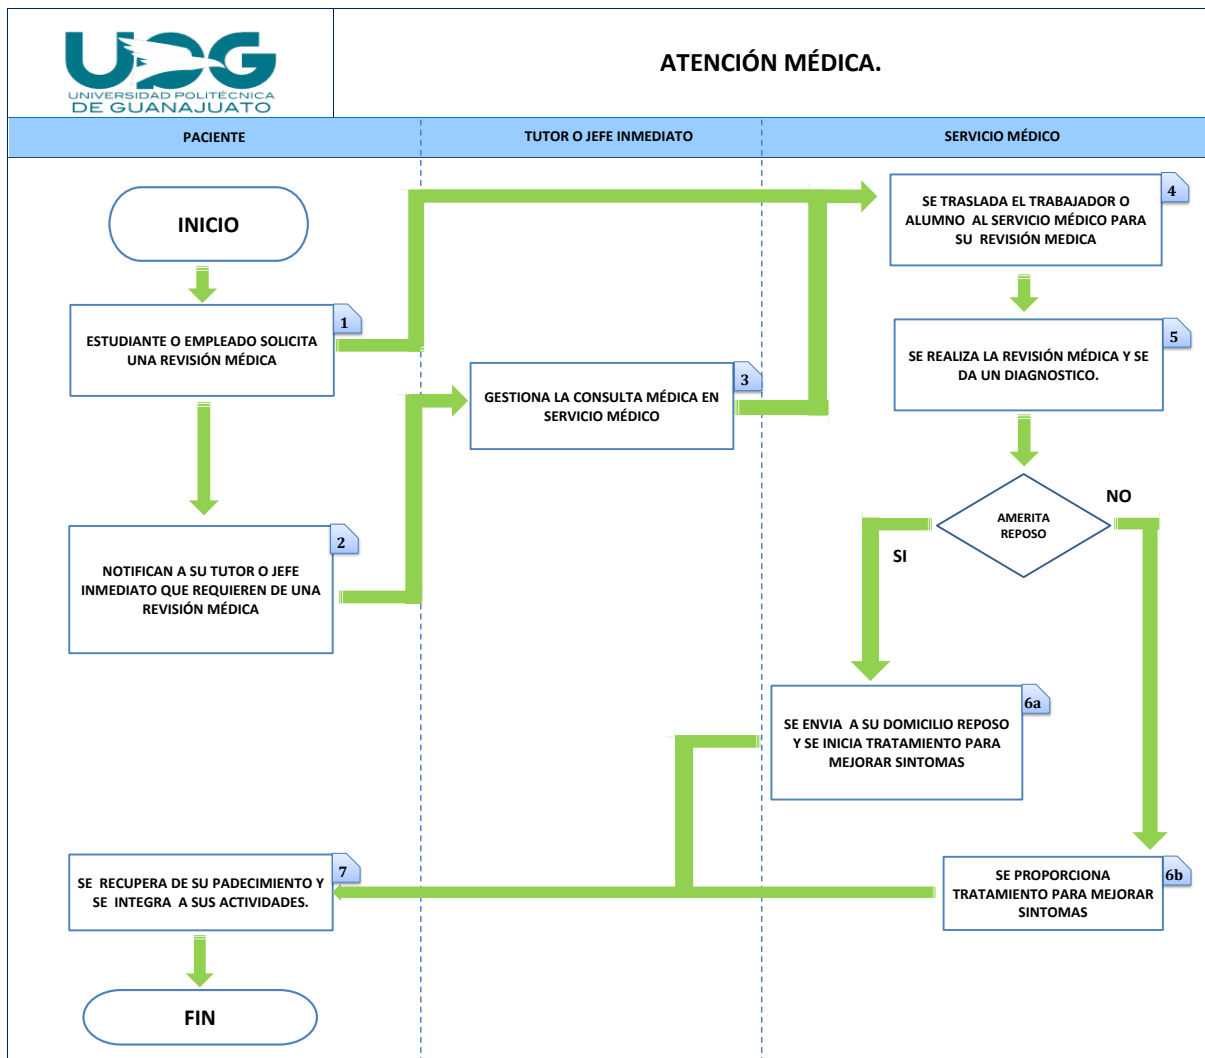 UPG
UNIVERSIDAD POLITÉCNICA
DE GUANAJUATO
ATENCIÓN MÉDICA.
PACIENTE
TUTOR O JEFE INMEDIATO
SERVICIO MÉDICO
INICIO
1
ESTUDIANTE O EMPLEADO SOLICITA
UNA REVISIÓN MÉDICA
2
NOTIFICAN A SU TUTOR O JEFE
INMEDIATO QUE REQUIEREN DE UNA
REVISIÓN MÉDICA
3
GESTIONA LA CONSULTA MÉDICA EN
SERVICIO MÉDICO
4
SE TRASLADA EL TRABAJADOR O
ALUMNO AL SERVICIO MÉDICO PARA
SU REVISIÓN MEDICA
5
SE REALIZA LA REVISIÓN MÉDICA Y SE
DA UN DIAGNOSTICO.
AMERITA
REPOSO
SI
NO
6a
SE ENVIA A SU DOMICILIO REPOSO
Y SE INICIA TRATAMIENTO PARA
MEJORAR SINTOMAS
6b
SE PROPORCIONA
TRATAMIENTO PARA MEJORAR
SINTOMAS
7
SE RECUPERA DE SU PADECIMIENTO Y
SE INTEGRA A SUS ACTIVIDADES.
FIN